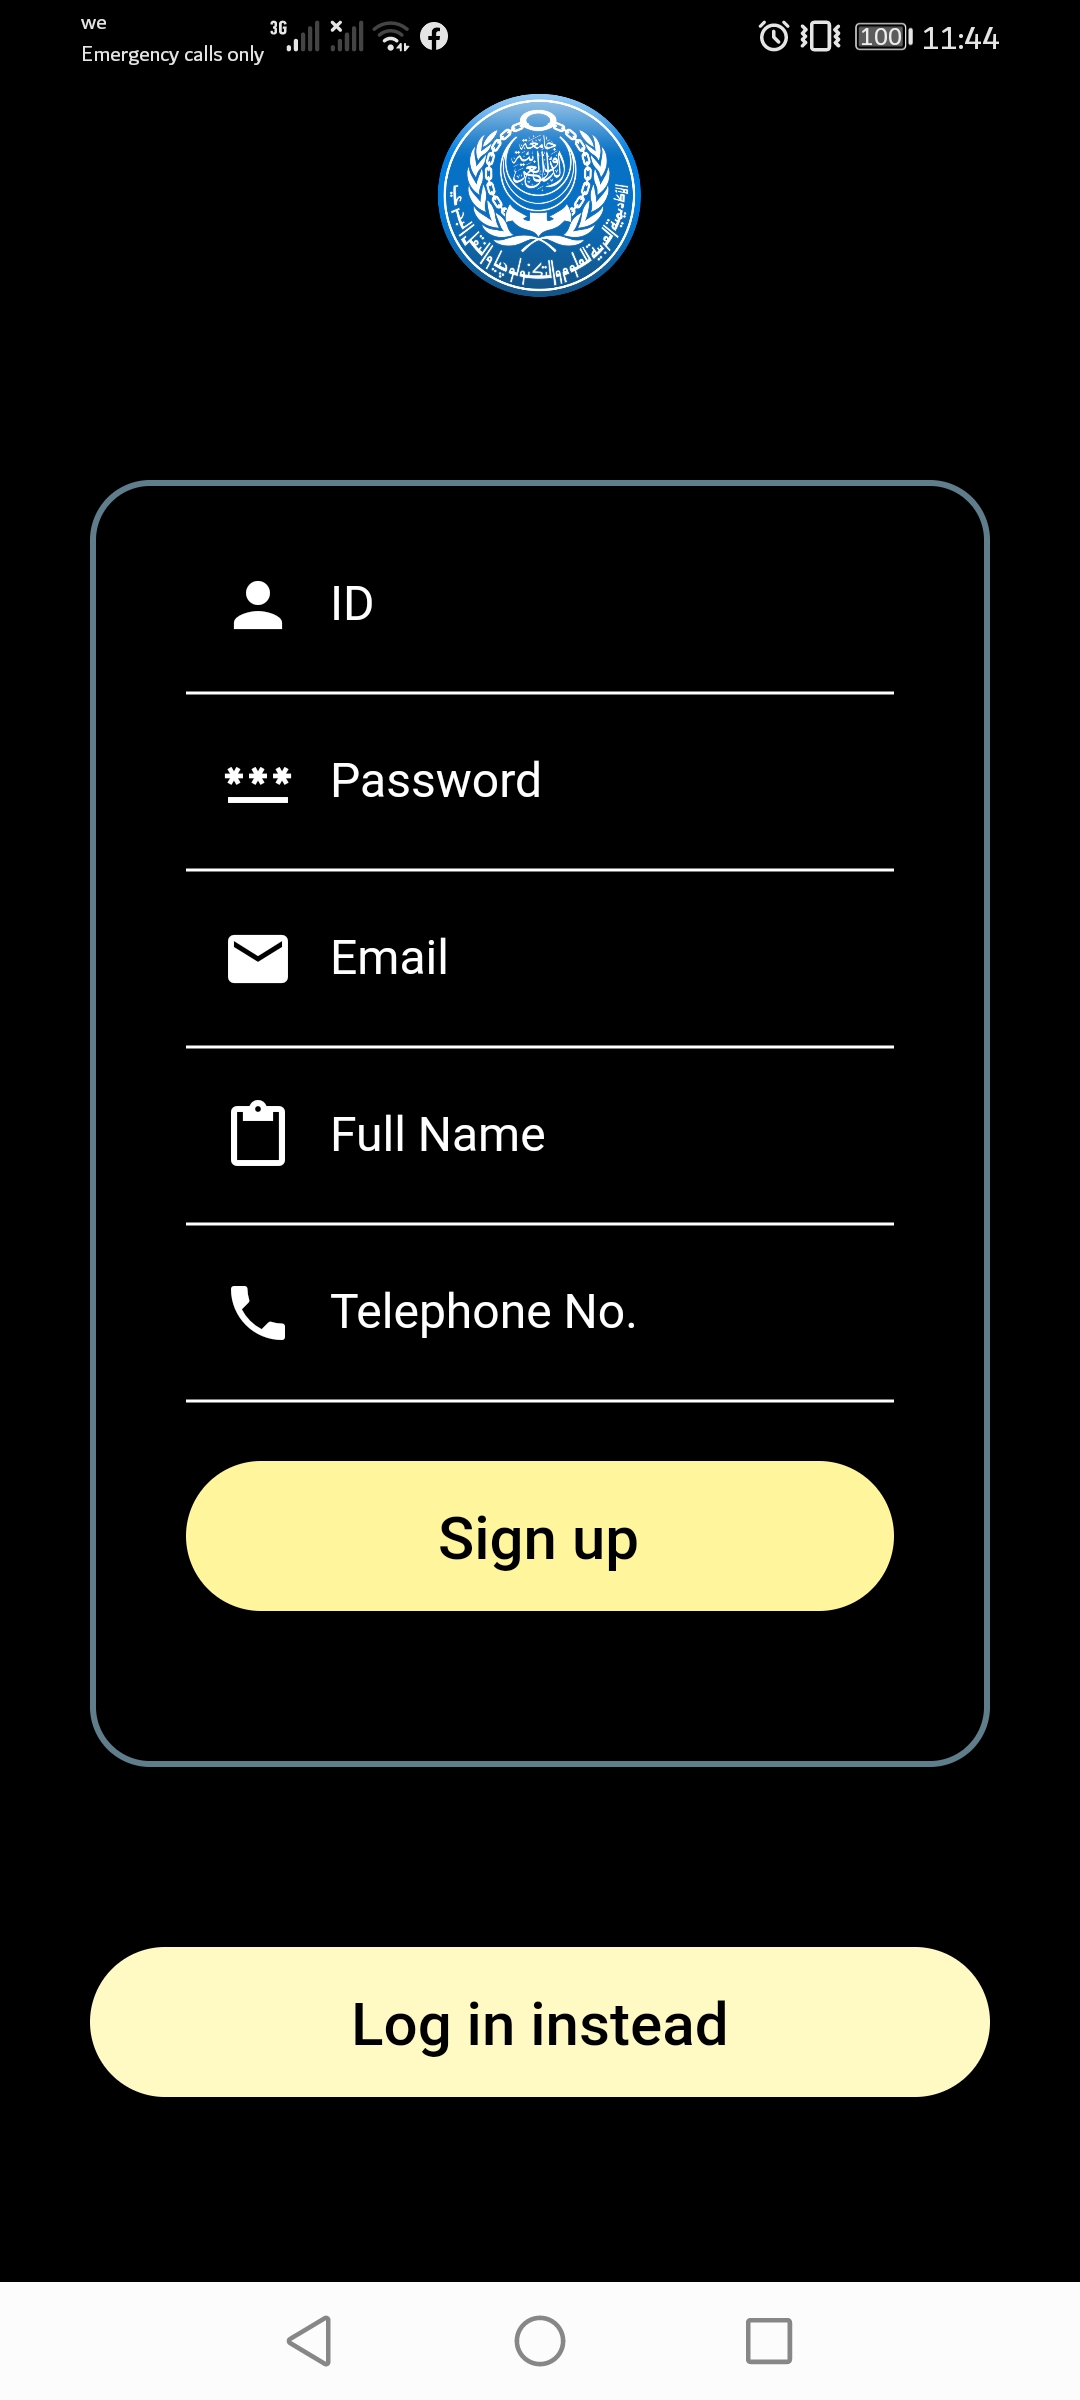 we
Emergency calls only
3G
100
11:44
جامعة
الدول العربية
الأكاديمية العربية للعلوم والتكنولوجيا والنقل البحري
ID
***
Password
Email
Full Name
Telephone No.
Sign up
Log in instead